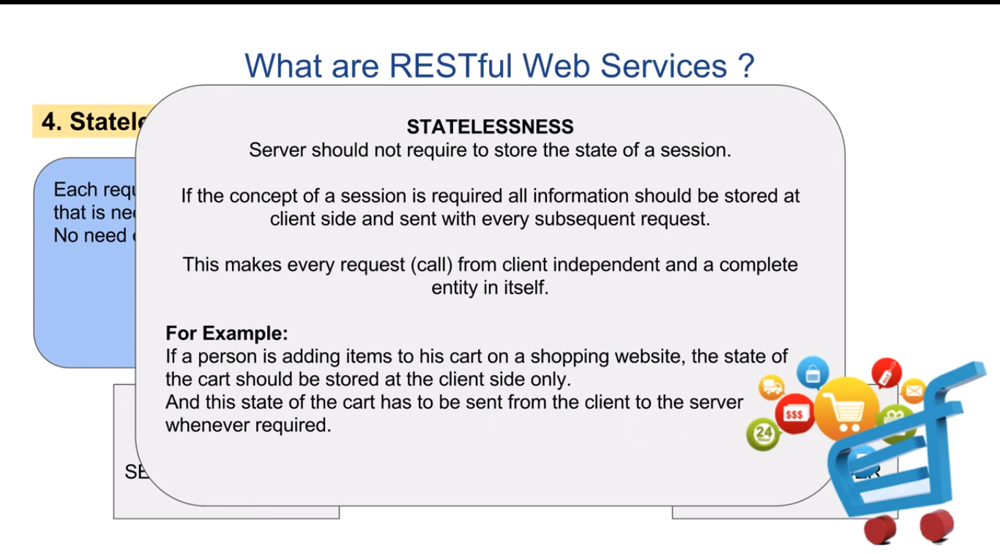 What are RESTful Web Services ?
4. Statele
STATELESSNESS
Server should not require to store the state of a session.
Each requ
that is ne
No need
If the concept of a session is required all information should be stored at
client side and sent with every subsequent request.
This makes every request (call) from client independent and a complete
entity in itself.
For Example:
If a person is adding items to his cart on a shopping website, the state of
the cart should be stored at the client side only.
And this state of the cart has to be sent from the client to the server
whenever required.
SALE
$$$
24
Hour
SE
ER